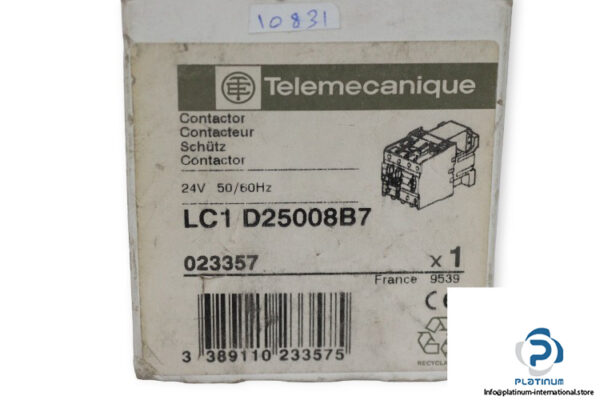 10831
Telemecanique
Contactor
Contacteur
Schütz
Contactor
24V 50/60Hz
LC1 D25008B7
023357 x 1
France 9539
3 389110 233575
CE
RECYCLA
PLATINUM
Info@platinum-international.store